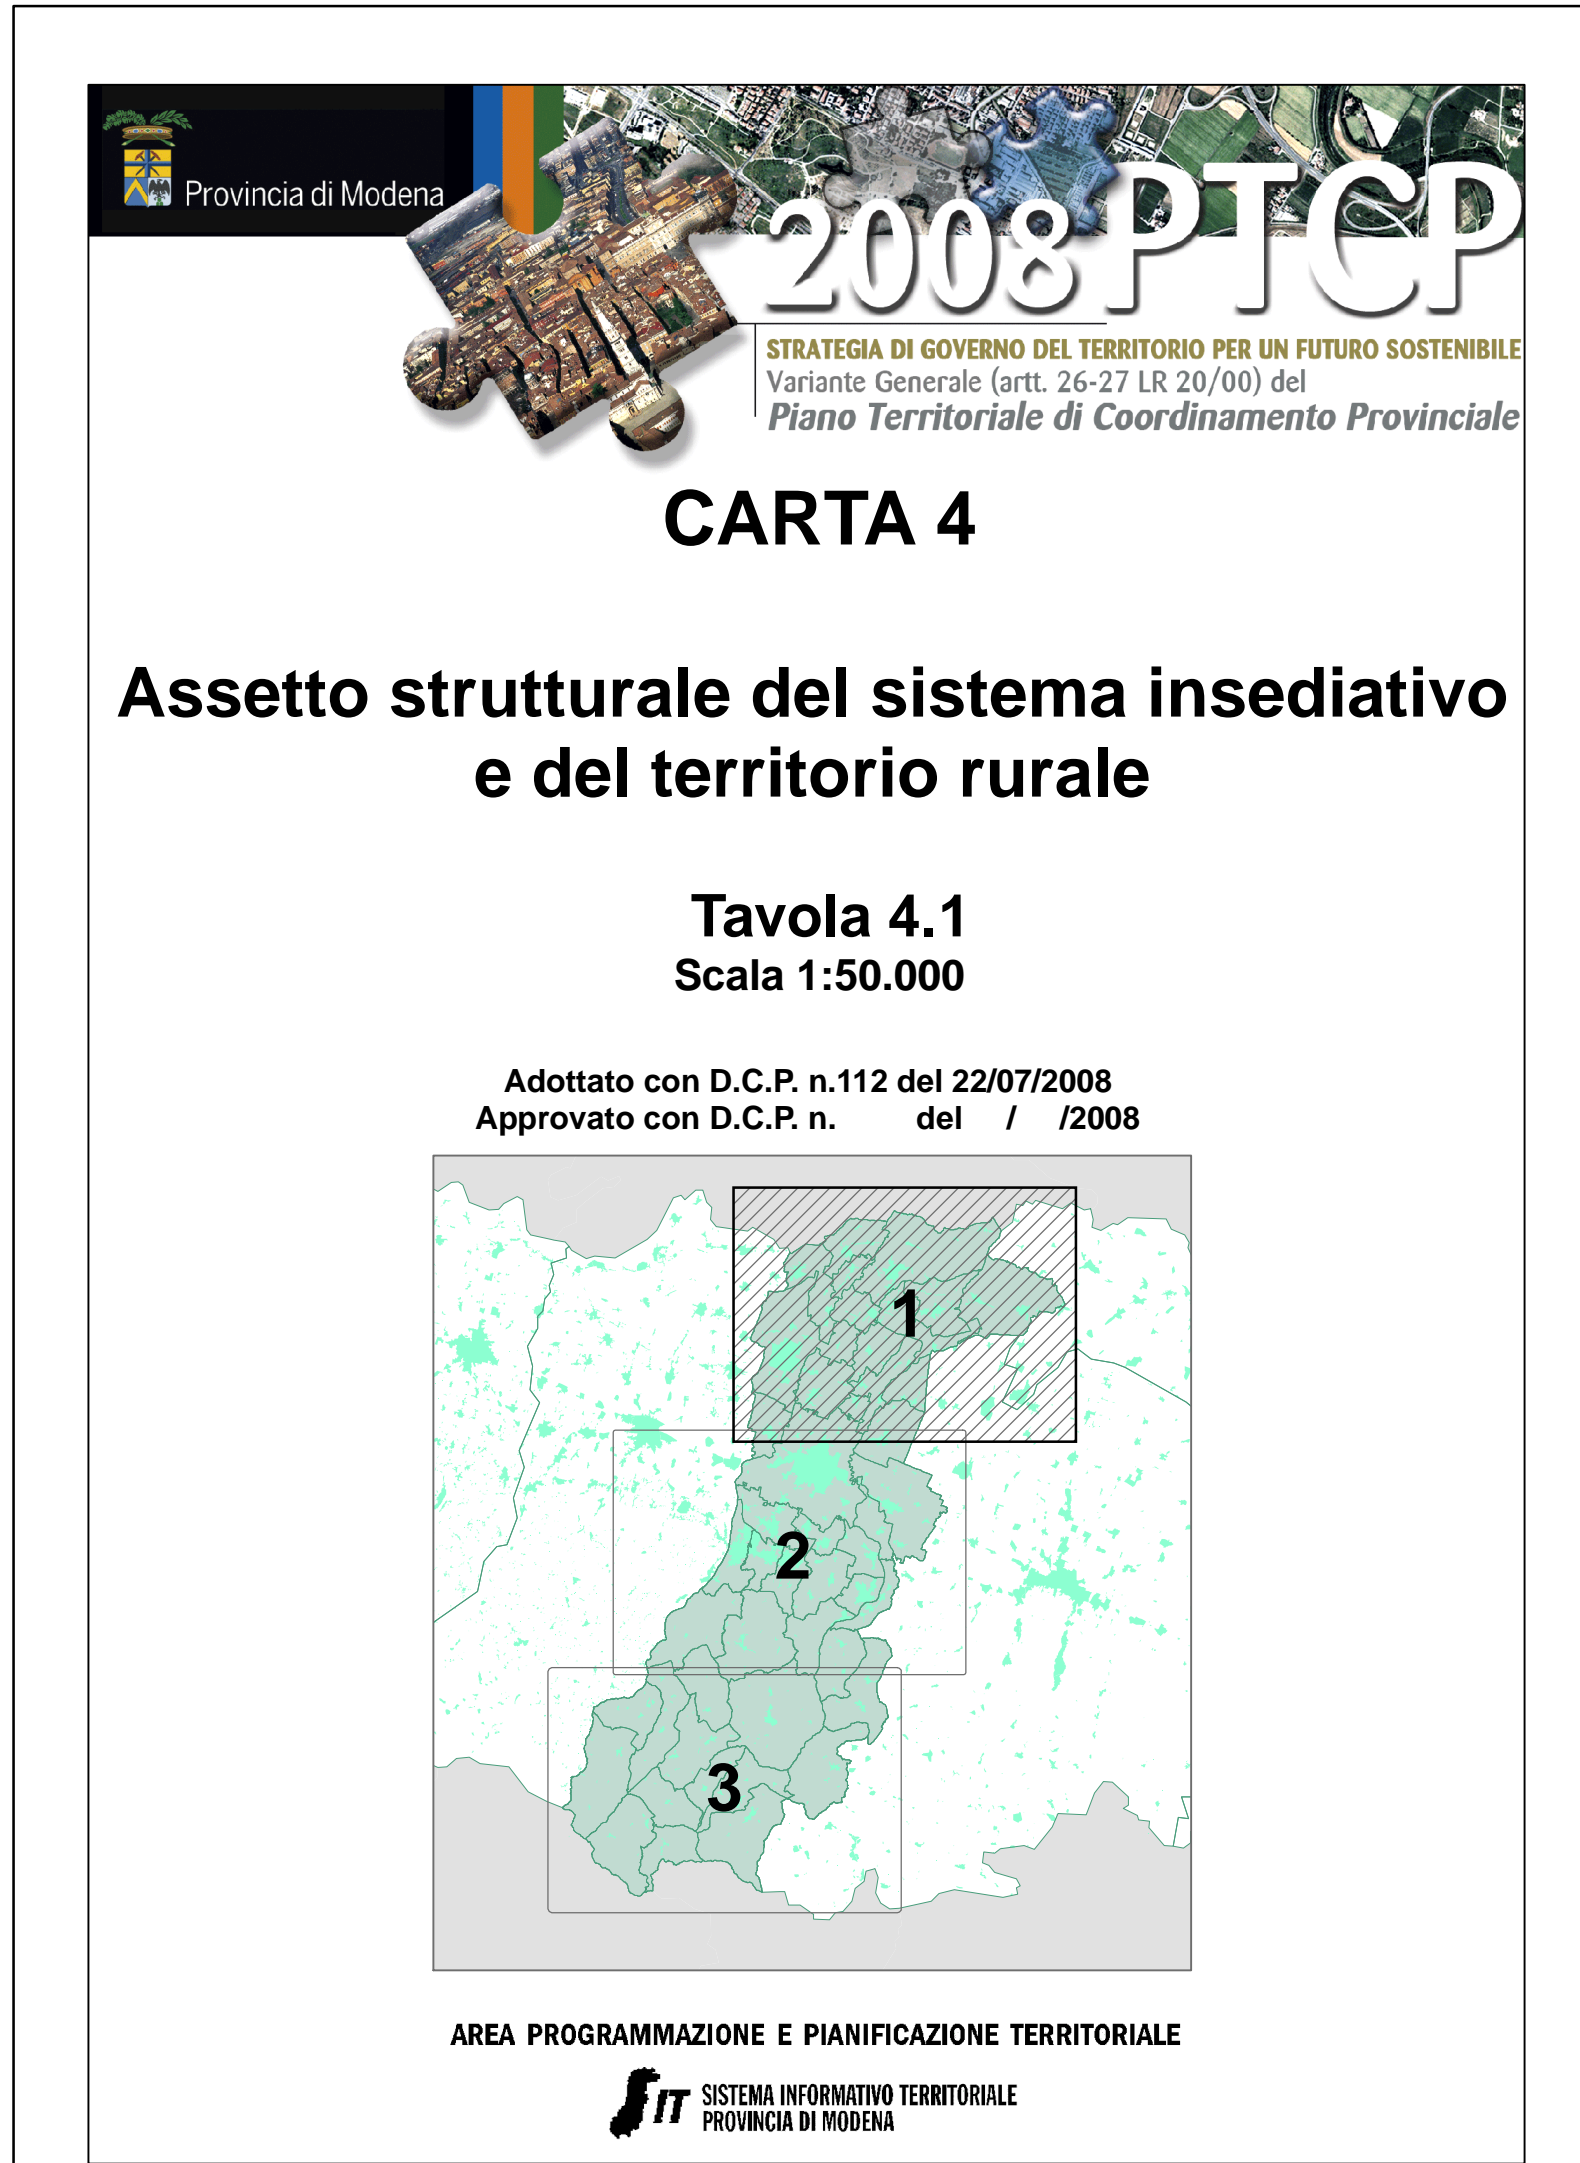 Provincia di Modena
2008 PTCP
STRATEGIA DI GOVERNO DEL TERRITORIO PER UN FUTURO SOSTENIBILE
Variante Generale (artt. 26-27 LR 20/00) del
Piano Territoriale di Coordinamento Provinciale
CARTA 4
Assetto strutturale del sistema insediativo
e del territorio rurale
Tavola 4.1
Scala 1:50.000
Adottato con D.C.P. n.112 del 22/07/2008
Approvato con D.C.P. n. del / /2008
1
2
3
AREA PROGRAMMAZIONE E PIANIFICAZIONE TERRITORIALE
SIT SISTEMA INFORMATIVO TERRITORIALE
PROVINCIA DI MODENA